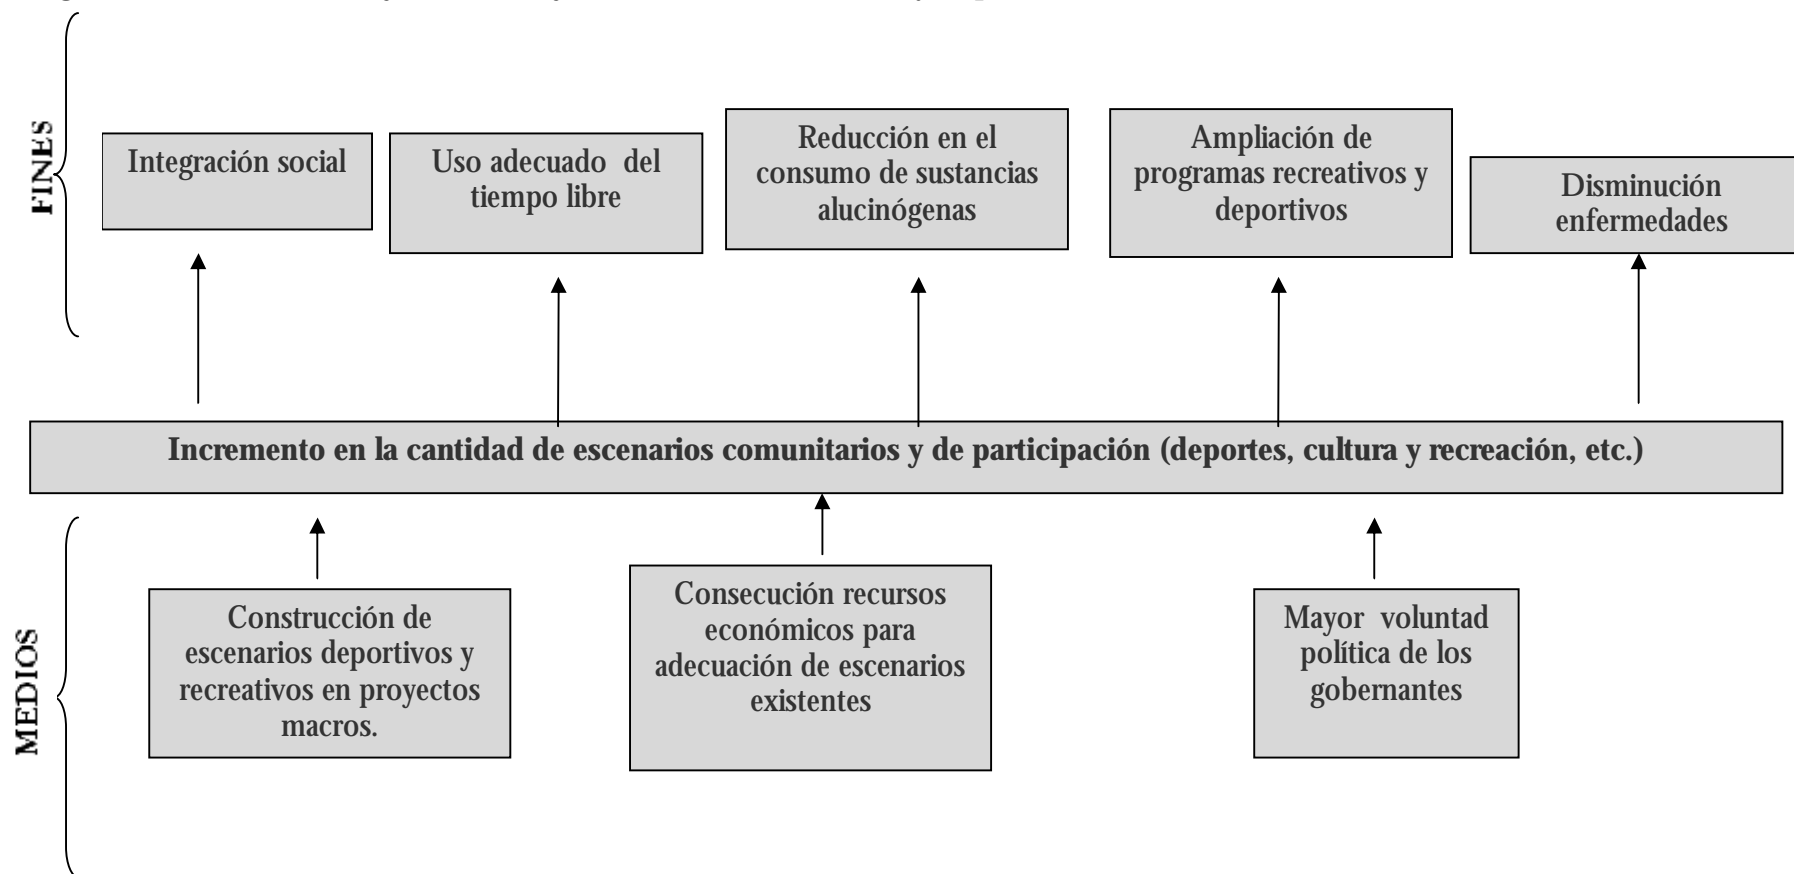 FINES
Integración social
Uso adecuado del
tiempo libre
Reducción en el
consumo de sustancias
alucinógenas
Ampliación de
programas recreativos y
deportivos
Disminución
enfermedades
Incremento en la cantidad de escenarios comunitarios y de participación (deportes, cultura y recreación, etc.)
MEDIOS
Construcción de
escenarios deportivos y
recreativos en proyectos
macros.
Consecución recursos
económicos para
adecuación de escenarios
existentes
Mayor voluntad
política de los
gobernantes